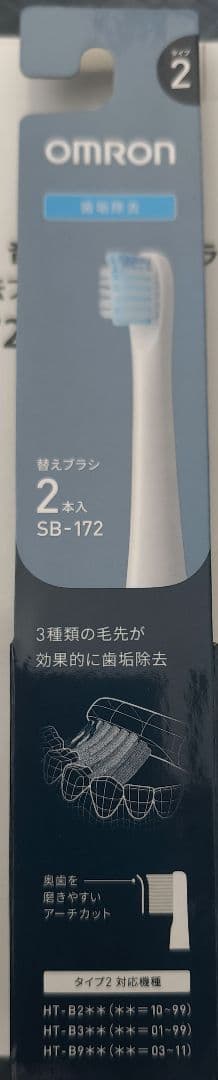 タイプ
2
OMRON
歯垢除去
替えブラシ
2本入
SB-172
3種類の毛先が
効果的に歯垢除去
奥歯を
磨きやすい
アーチカット
タイプ2 対応機種
HT-B2** (**=10~99)
HT-B3** (**=01~99)
HT-B9** (**=03~11)